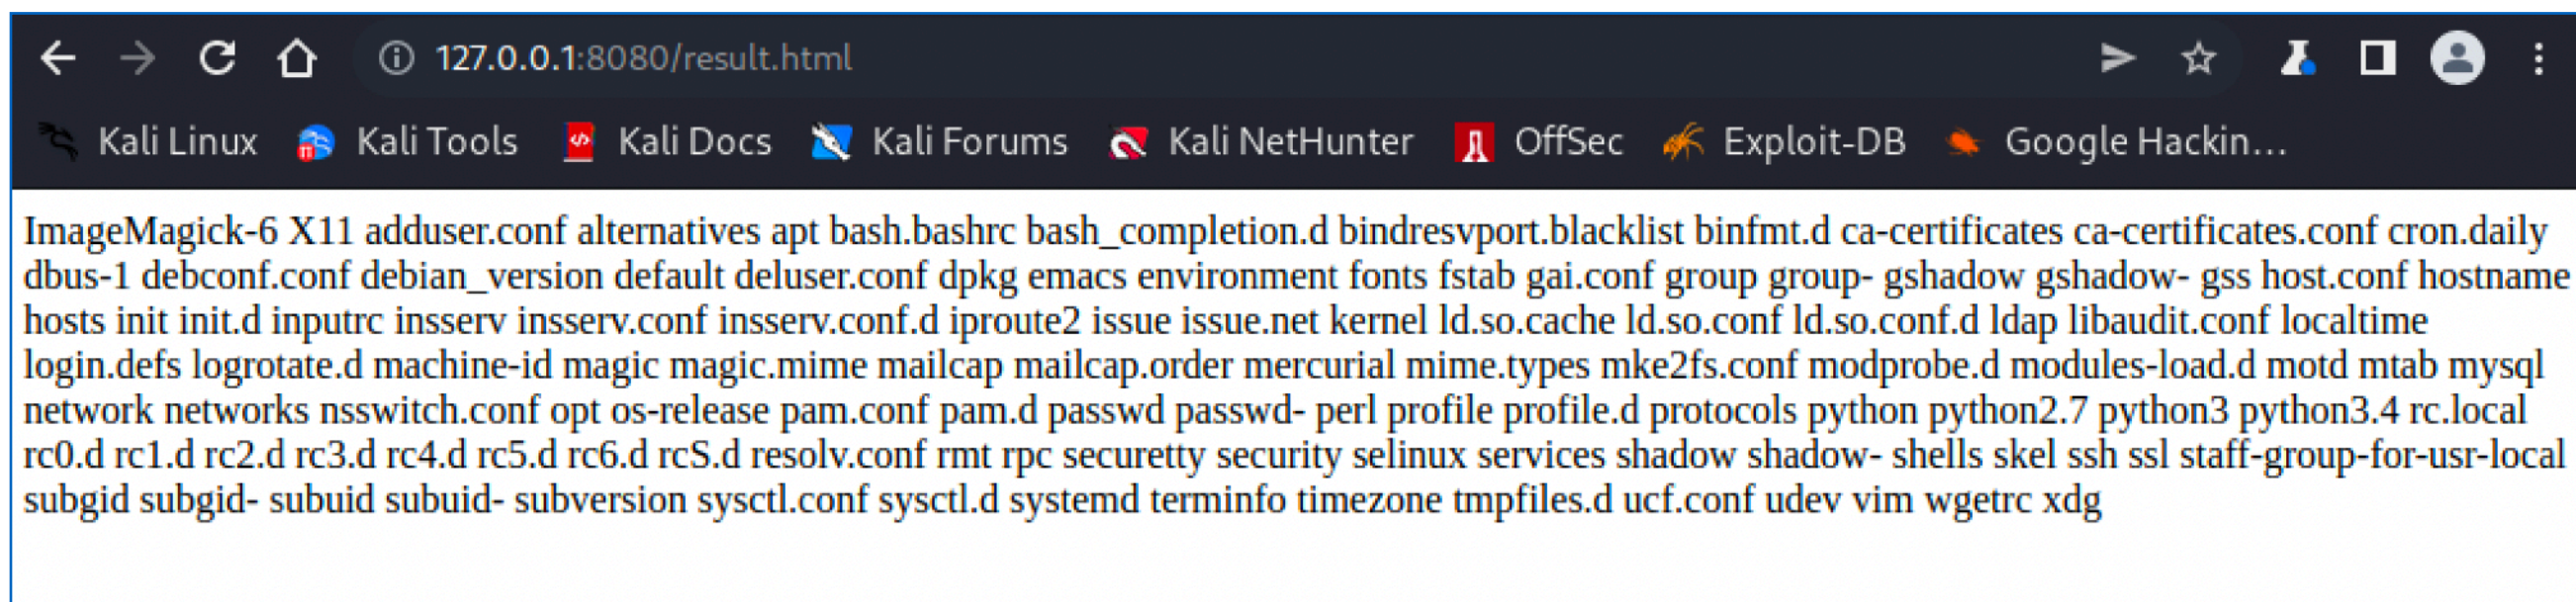 127.0.0.1:8080/result.html
Kali Linux Kali Tools Kali Docs Kali Forums Kali NetHunter OffSec Exploit-DB Google Hackin...
ImageMagick-6 X11 adduser.conf alternatives apt bash.bashrc bash_completion.d bindresvport.blacklist binfmt.d ca-certificates ca-certificates.conf cron.daily
dbus-1 debconf.conf debian_version default deluser.conf dpkg emacs environment fonts fstab gai.conf group group- gshadow gshadow- gss host.conf hostname
hosts init init.d inputrc insserv insserv.conf insserv.conf.d iproute2 issue issue.net kernel ld.so.cache ld.so.conf ld.so.conf.d ldap libaudit.conf localtime
login.defs logrotate.d machine-id magic magic.mime mailcap mailcap.order mercurial mime.types mke2fs.conf modprobe.d modules-load.d motd mtab mysql
network networks nsswitch.conf opt os-release pam.conf pam.d passwd passwd- perl profile profile.d protocols python python2.7 python3 python3.4 rc.local
rc0.d rc1.d rc2.d rc3.d rc4.d rc5.d rc6.d rcS.d resolv.conf rmt rpc securetty security selinux services shadow shadow- shells skel ssh ssl staff-group-for-usr-local
subgid subgid- subuid subuid- subversion sysctl.conf sysctl.d systemd terminfo timezone tmpfiles.d ucf.conf udev vim wgetrc xdg